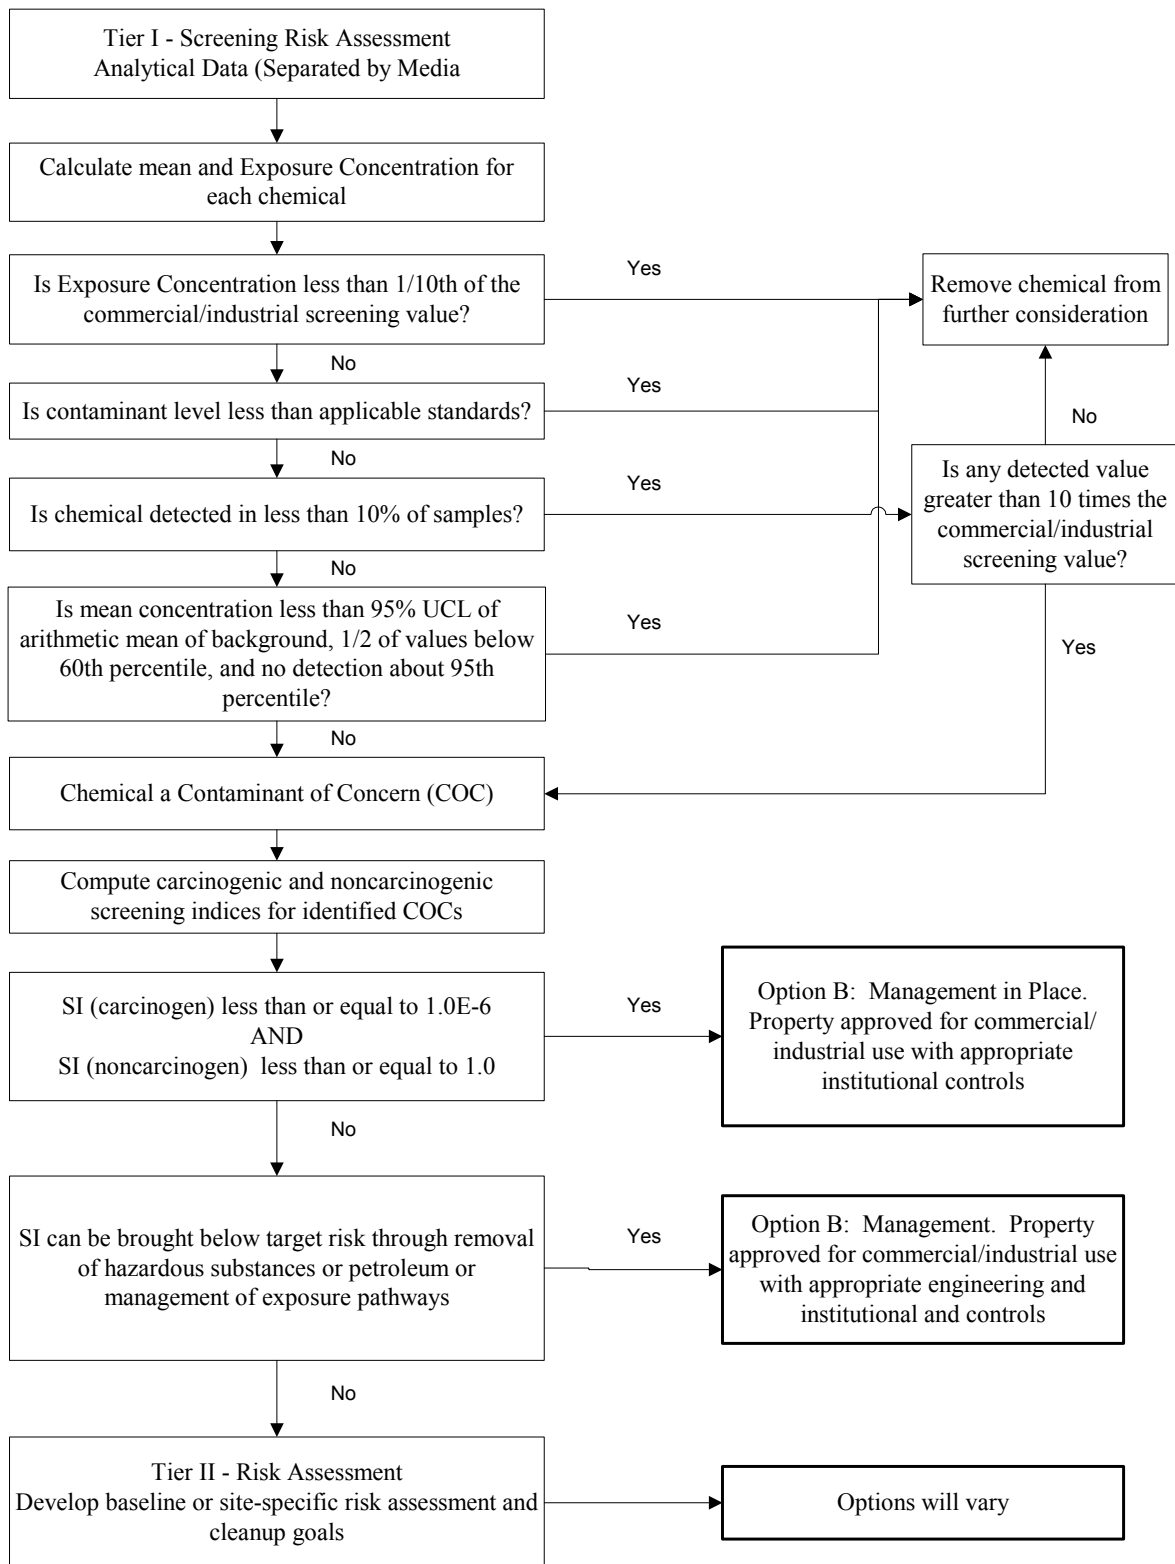 Tier I - Screening Risk Assessment
Analytical Data (Separated by Media
Calculate mean and Exposure Concentration for
each chemical
Is Exposure Concentration less than 1/10th of the
commercial/industrial screening value?
Yes
Remove chemical from
further consideration
No
Is contaminant level less than applicable standards?
Yes
No
No
Is chemical detected in less than 10% of samples?
Yes
Is any detected value
greater than 10 times the
commercial/industrial
screening value?
No
Is mean concentration less than 95% UCL of
arithmetic mean of background, 1/2 of values below
60th percentile, and no detection about 95th
percentile?
Yes
Yes
No
Chemical a Contaminant of Concern (COC)
Compute carcinogenic and noncarcinogenic
screening indices for identified COCs
SI (carcinogen) less than or equal to 1.0E-6
AND
SI (noncarcinogen) less than or equal to 1.0
Yes
Option B: Management in Place.
Property approved for commercial/
industrial use with appropriate
institutional controls
No
SI can be brought below target risk through removal
of hazardous substances or petroleum or
management of exposure pathways
Yes
Option B: Management. Property
approved for commercial/industrial use
with appropriate engineering and
institutional and controls
No
Tier II - Risk Assessment
Develop baseline or site-specific risk assessment and
cleanup goals
Options will vary